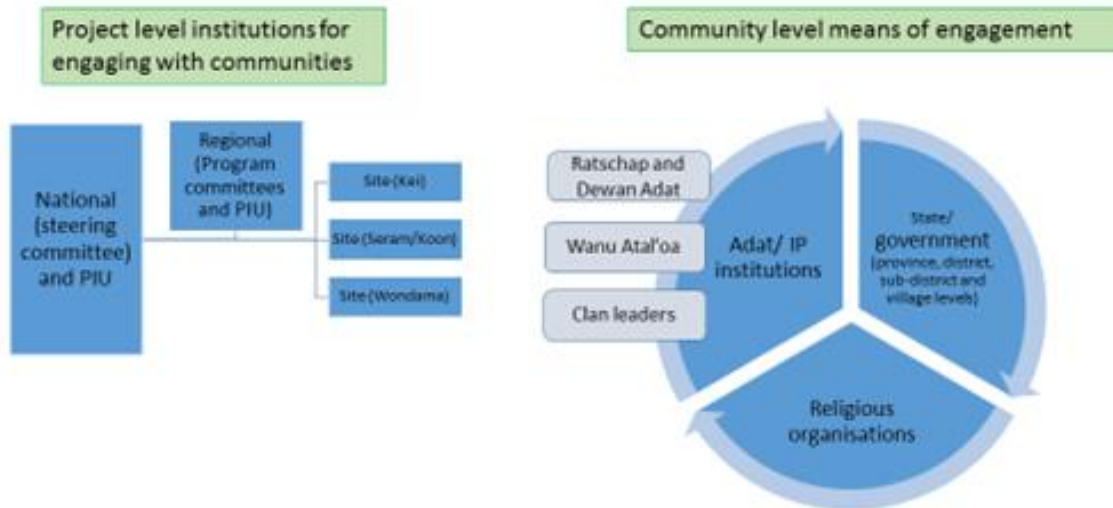 Project level institutions for
engaging with communities
National
(steering
committee)
and PIU
Regional
(Program
committees
and PIU)
Site (Kei)
Site (Seram/Koon)
Site (Wondama)
Community level means of engagement
Ratschap and
Dewan Adat
Wanu Atal'oa
Clan leaders
Adat/ IP
institutions
State/
government
(province, district,
sub-district and
village levels)
Religious
organisations